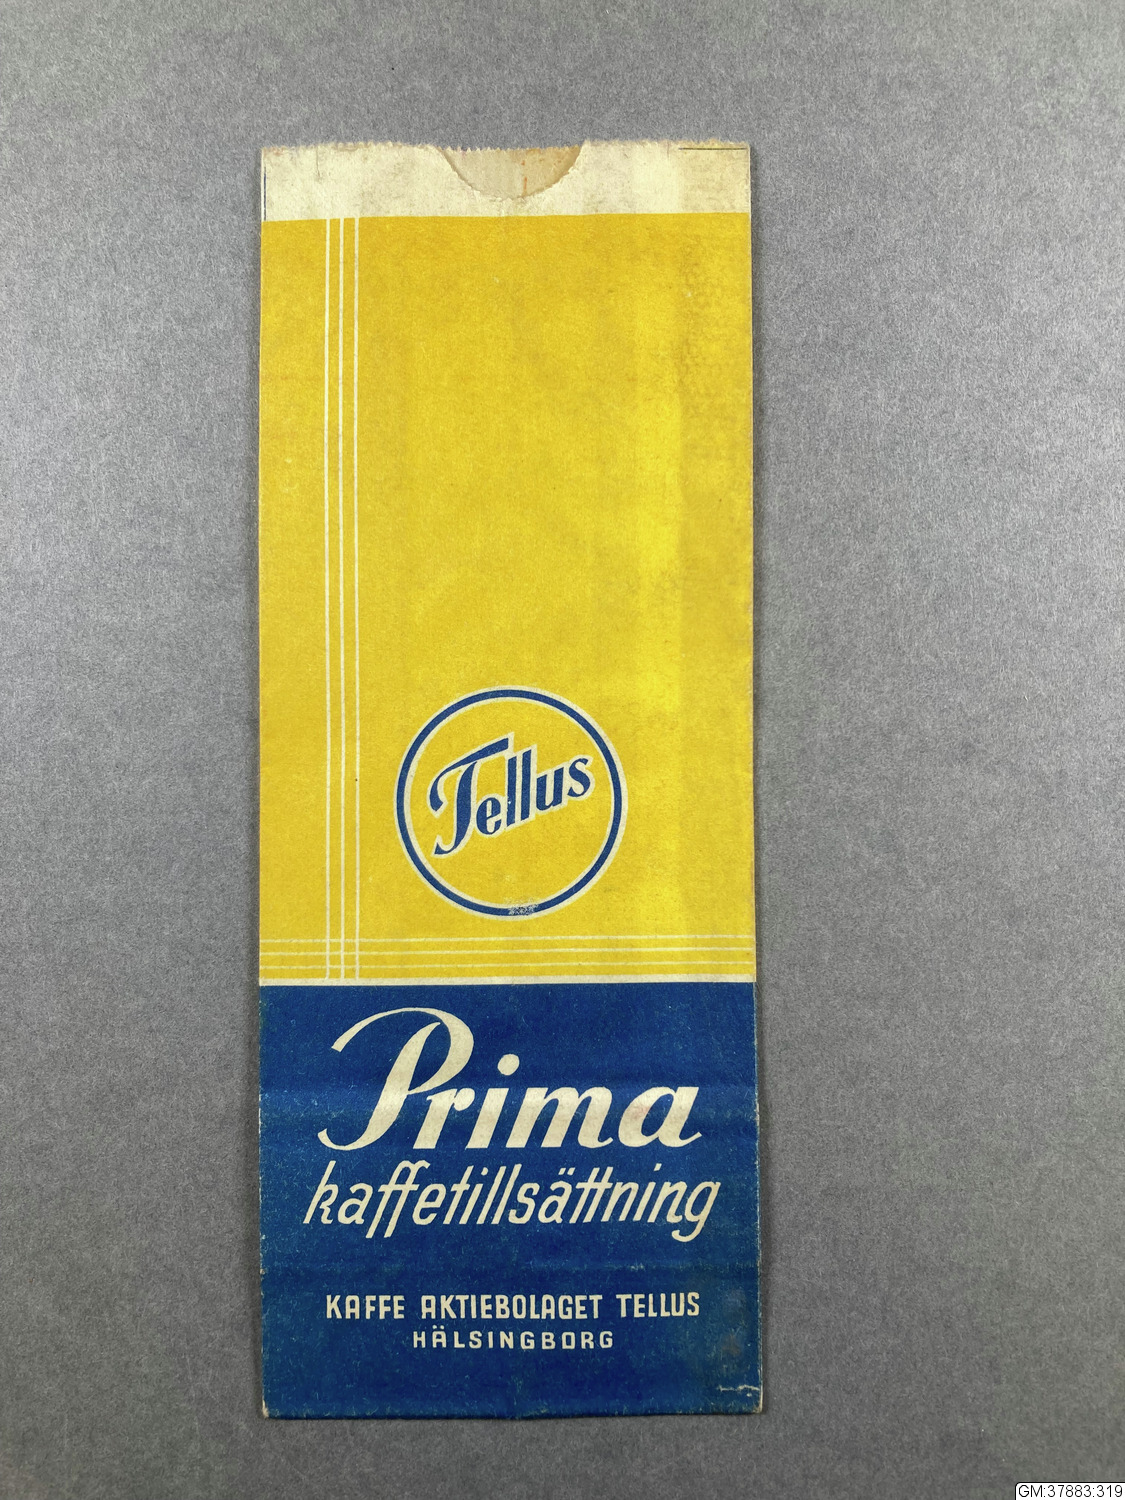 Tellus
Prima
kaffetillsättning
KAFFE AKTIEBOLAGET TELLUS
HÄLSINGBORG
GM:37883:319